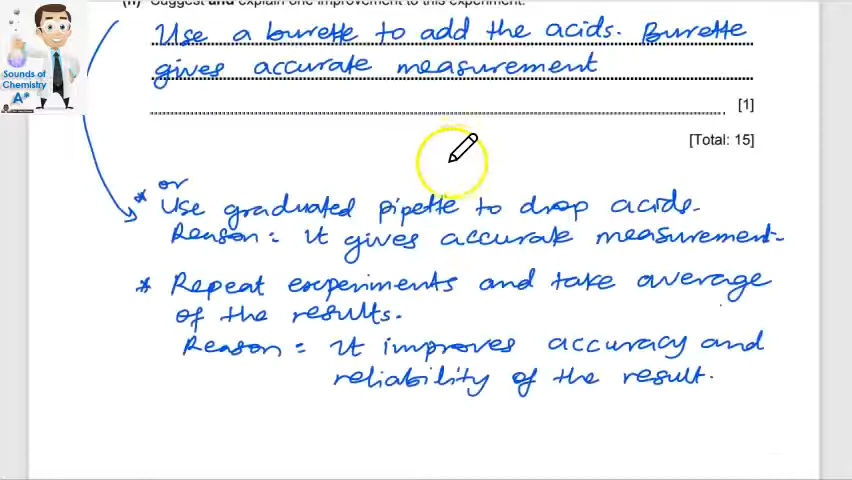 (h) Suggest and explain one improvement to this experiment.
Use a burette to add the acids. Burette
gives accurate measurement
[1]
[Total: 15]
or
* Use graduated pipette to drop acids.
Reason = It gives accurate measurement.
* Repeat experiments and take average
of the results.
Reason = It improves accuracy and
reliability of the result.
Sounds of
Chemistry
A*